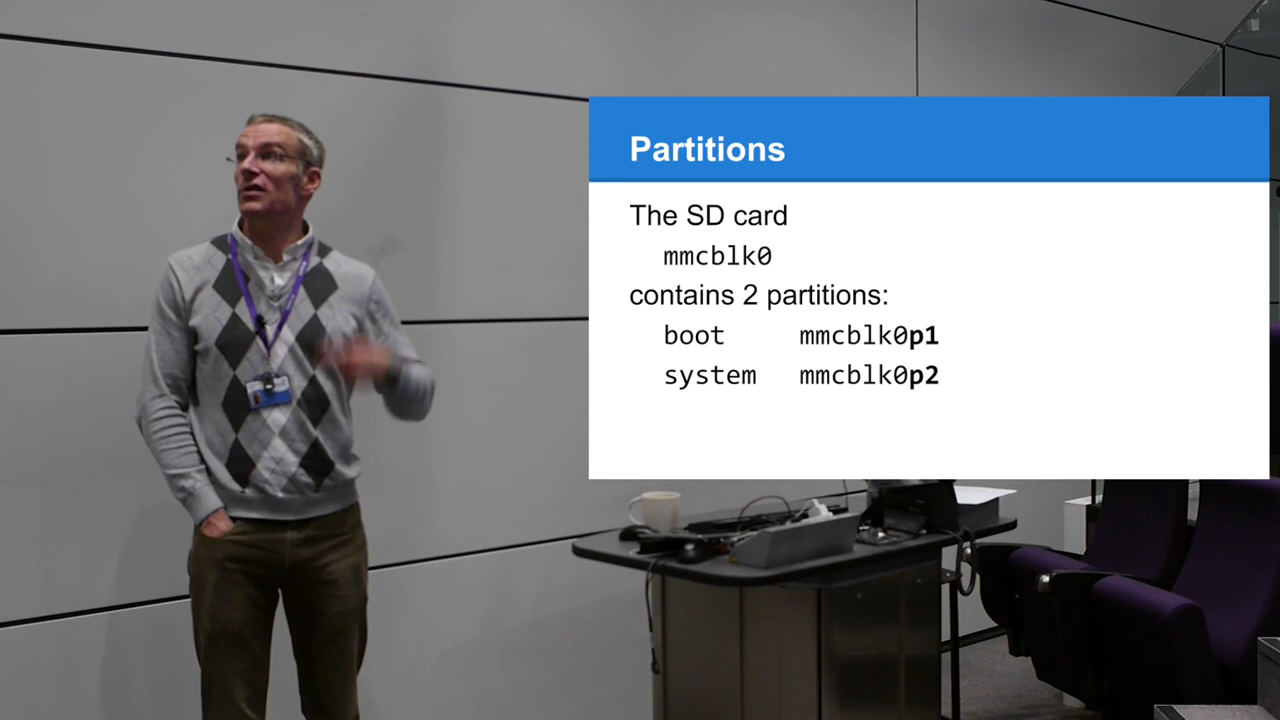 Partitions
The SD card
mmcblk0
contains 2 partitions:
boot mmcblk0p1
system mmcblk0p2